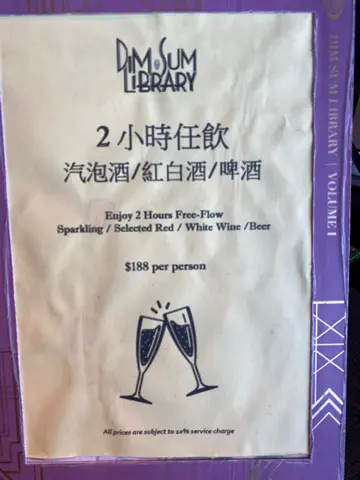 DIM SUM
LIBRARY
2 小時任飲
汽泡酒/紅白酒/啤酒
Enjoy 2 Hours Free-Flow
Sparkling / Selected Red / White Wine /Beer
$188 per person
All prices are subject to 10% service charge
DIM SUM LIBRARY | VOLUME I